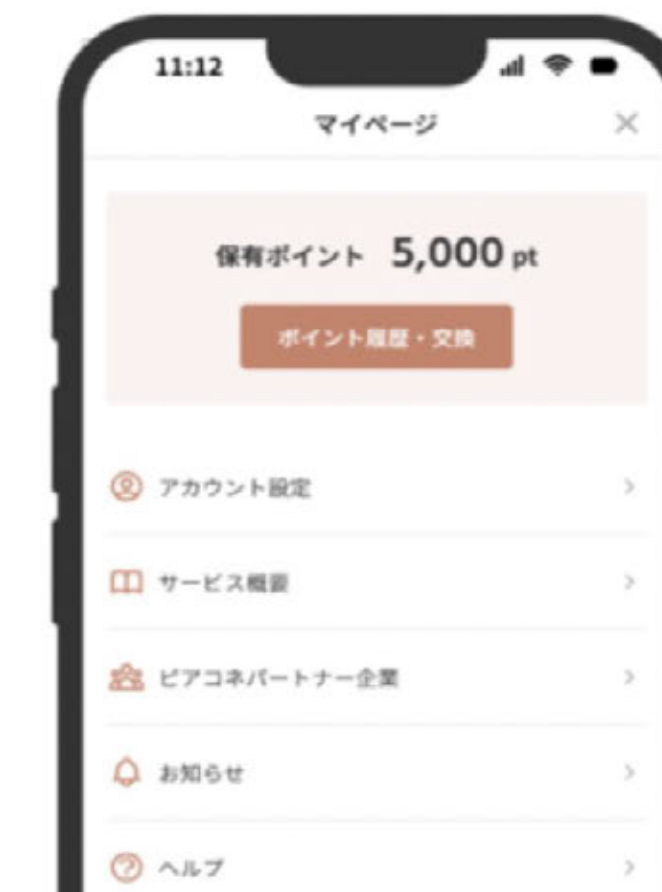 11:12
マイページ
保有ポイント 5,000 pt
ポイント履歴・交換
アカウント設定
サービス概要
ピアコネパートナー企業
お知らせ
ヘルプ